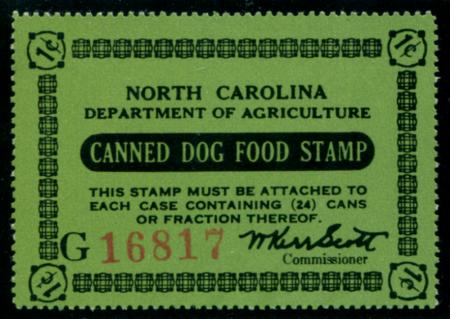 1¢ 1¢
NORTH CAROLINA
DEPARTMENT OF AGRICULTURE
CANNED DOG FOOD STAMP
THIS STAMP MUST BE ATTACHED TO
EACH CASE CONTAINING (24) CANS
OR FRACTION THEREOF.
G 16817 W Kerr Scott
Commissioner
1¢ 1¢